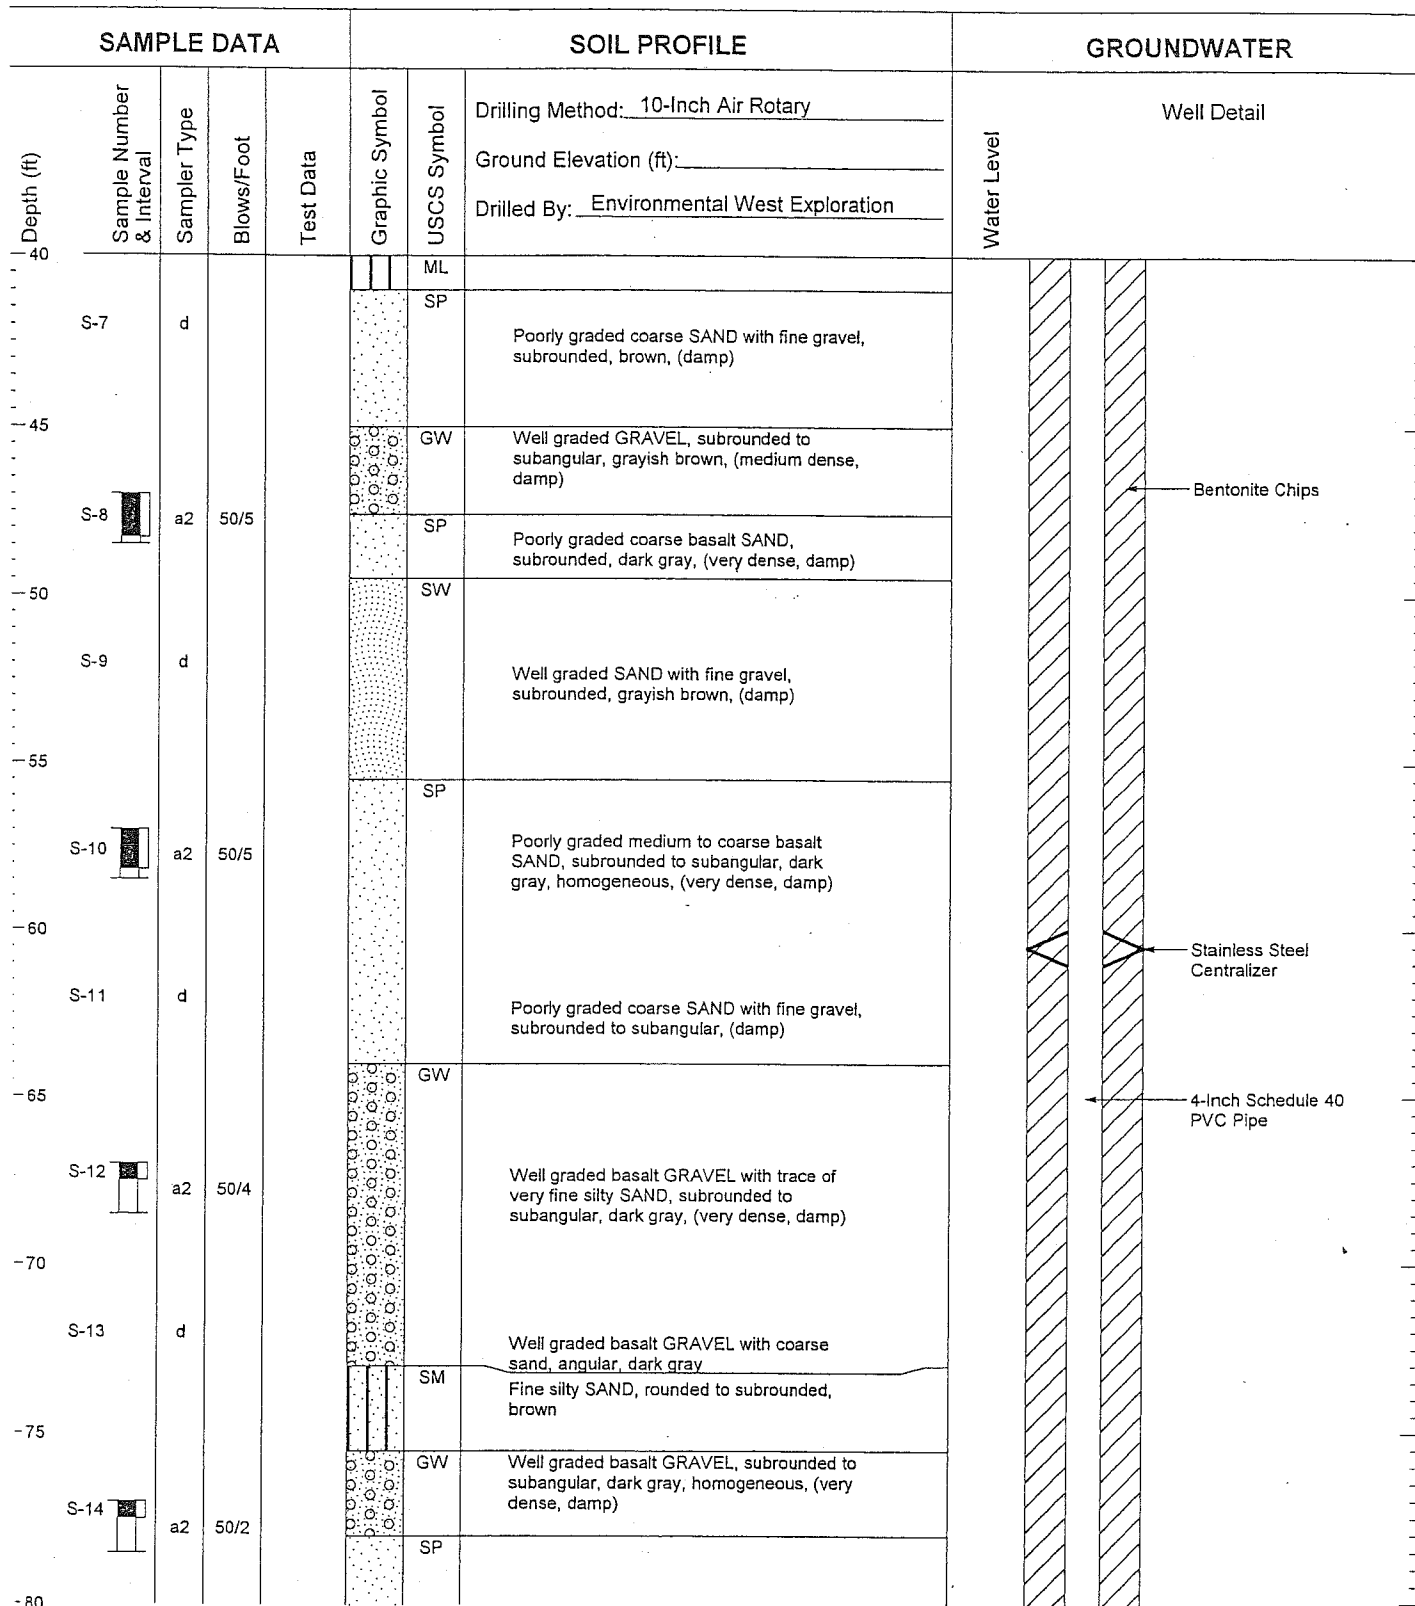 SAMPLE DATA
SOIL PROFILE
GROUNDWATER
Depth (ft)
Sample Number
& Interval
Sampler Type
Blows/Foot
Test Data
Graphic Symbol
USCS Symbol
Drilling Method: 10-Inch Air Rotary
Ground Elevation (ft):
Drilled By: Environmental West Exploration
Water Level
Well Detail
40
ML
SP
S-7 d
Poorly graded coarse SAND with fine gravel,
subrounded, brown, (damp)
45
GW
Well graded GRAVEL, subrounded to
subangular, grayish brown, (medium dense,
damp)
Bentonite Chips
S-8 a2 50/5
SP
Poorly graded coarse basalt SAND,
subrounded, dark gray, (very dense, damp)
50
SW
S-9 d
Well graded SAND with fine gravel,
subrounded, grayish brown, (damp)
55
SP
S-10 a2 50/5
Poorly graded medium to coarse basalt
SAND, subrounded to subangular, dark
gray, homogeneous, (very dense, damp)
60
Stainless Steel
Centralizer
S-11 d
Poorly graded coarse SAND with fine gravel,
subrounded to subangular, (damp)
GW
65
4-Inch Schedule 40
PVC Pipe
S-12 a2 50/4
Well graded basalt GRAVEL with trace of
very fine silty SAND, subrounded to
subangular, dark gray, (very dense, damp)
70
S-13 d
Well graded basalt GRAVEL with coarse
sand, angular, dark gray
SM
Fine silty SAND, rounded to subrounded,
brown
75
GW
Well graded basalt GRAVEL, subrounded to
subangular, dark gray, homogeneous, (very
dense, damp)
S-14 a2 50/2
SP
80